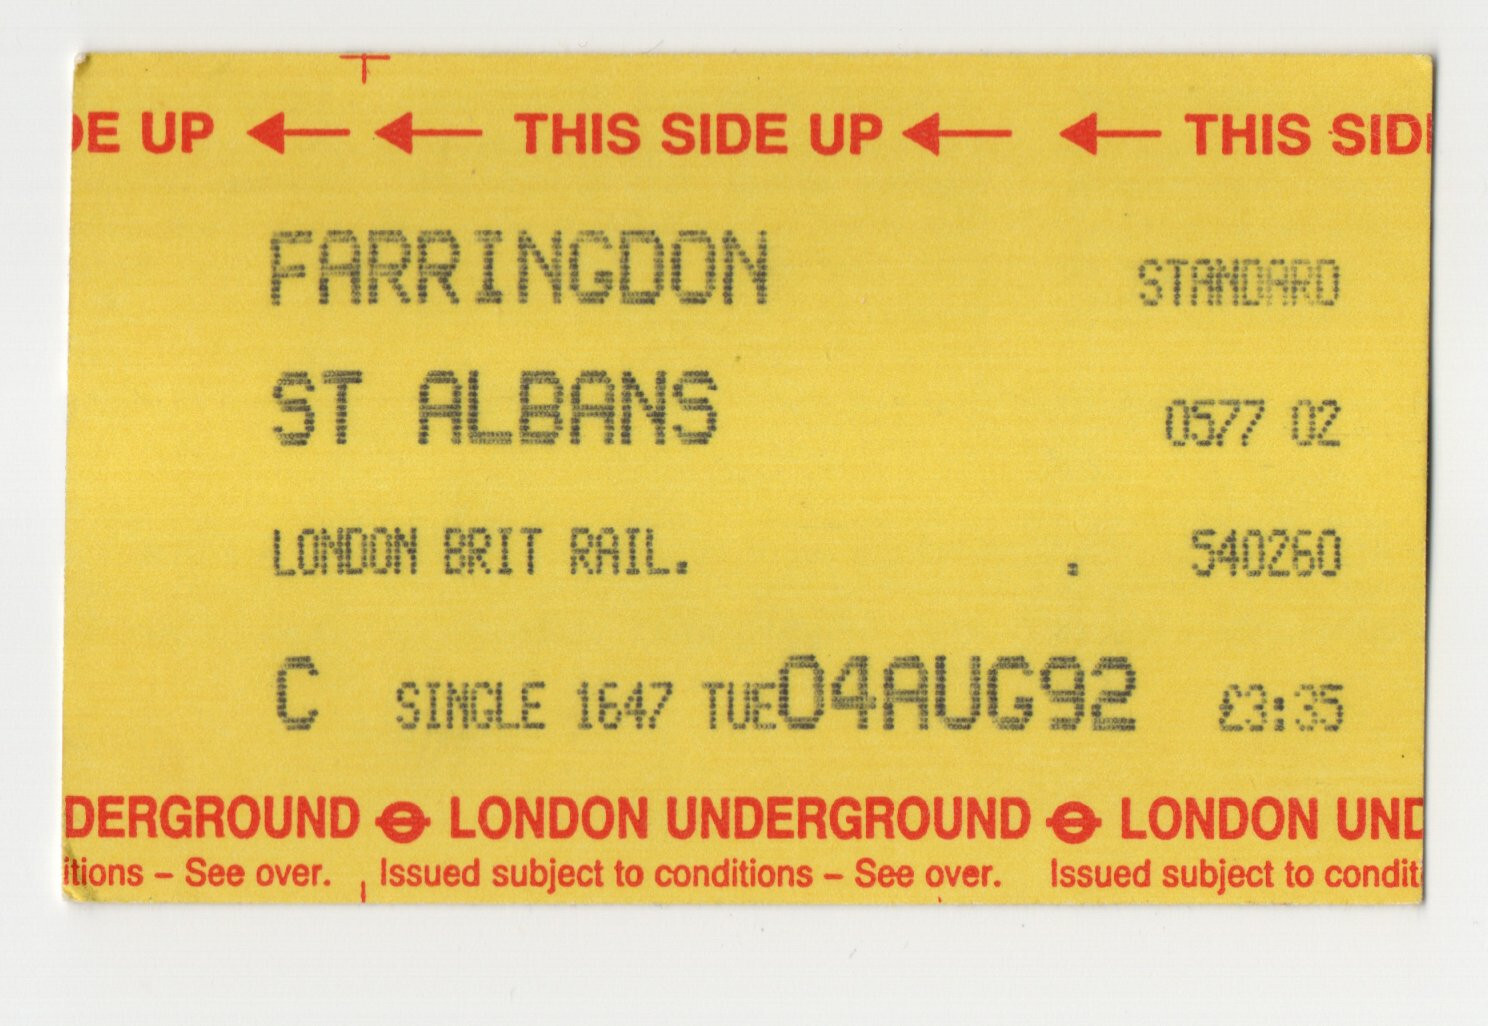 DE UP THIS SIDE UP THIS SID
FARRINGDON STANDARD
ST ALBANS 0577 02
LONDON BRIT RAIL. . 540260
C SINGLE 1647 TUE04AUG92 £3:35
DERGROUND LONDON UNDERGROUND LONDON UND
itions – See over. Issued subject to conditions – See over. Issued subject to condit